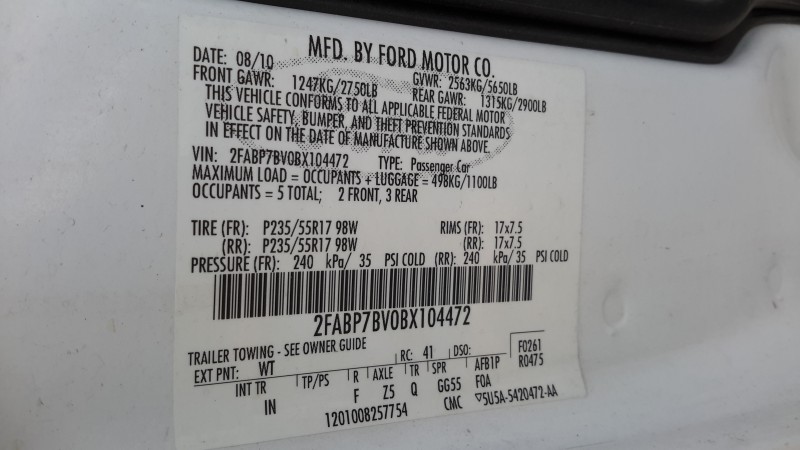 MFD. BY FORD MOTOR CO.
DATE: 08/10 GVWR: 2563KG/5650LB
FRONT GAWR: 1247KG/2750LB REAR GAWR: 1315KG/2900LB
THIS VEHICLE CONFORMS TO ALL APPLICABLE FEDERAL MOTOR
VEHICLE SAFETY, BUMPER, AND THEFT PREVENTION STANDARDS
IN EFFECT ON THE DATE OF MANUFACTURE SHOWN ABOVE.
VIN: 2FABP7BV0BX104472 TYPE: Passenger Car
MAXIMUM LOAD = OCCUPANTS + LUGGAGE = 498KG/1100LB
OCCUPANTS = 5 TOTAL; 2 FRONT, 3 REAR
TIRE (FR): P235/55R17 98W RIMS (FR): 17x7.5
(RR): P235/55R17 98W (RR): 17x7.5
PRESSURE (FR): 240 kPa/ 35 PSI COLD (RR): 240 kPa/ 35 PSI COLD
2FABP7BV0BX104472
TRAILER TOWING - SEE OWNER GUIDE
EXT PNT: WT RC: 41 DSO: F0261
INT TR TP/PS R AXLE TR SPR AFB1P R0475
IN F Z5 Q GG55 FOA
1201008257754 CMC ▽5U5A-5420472-AA